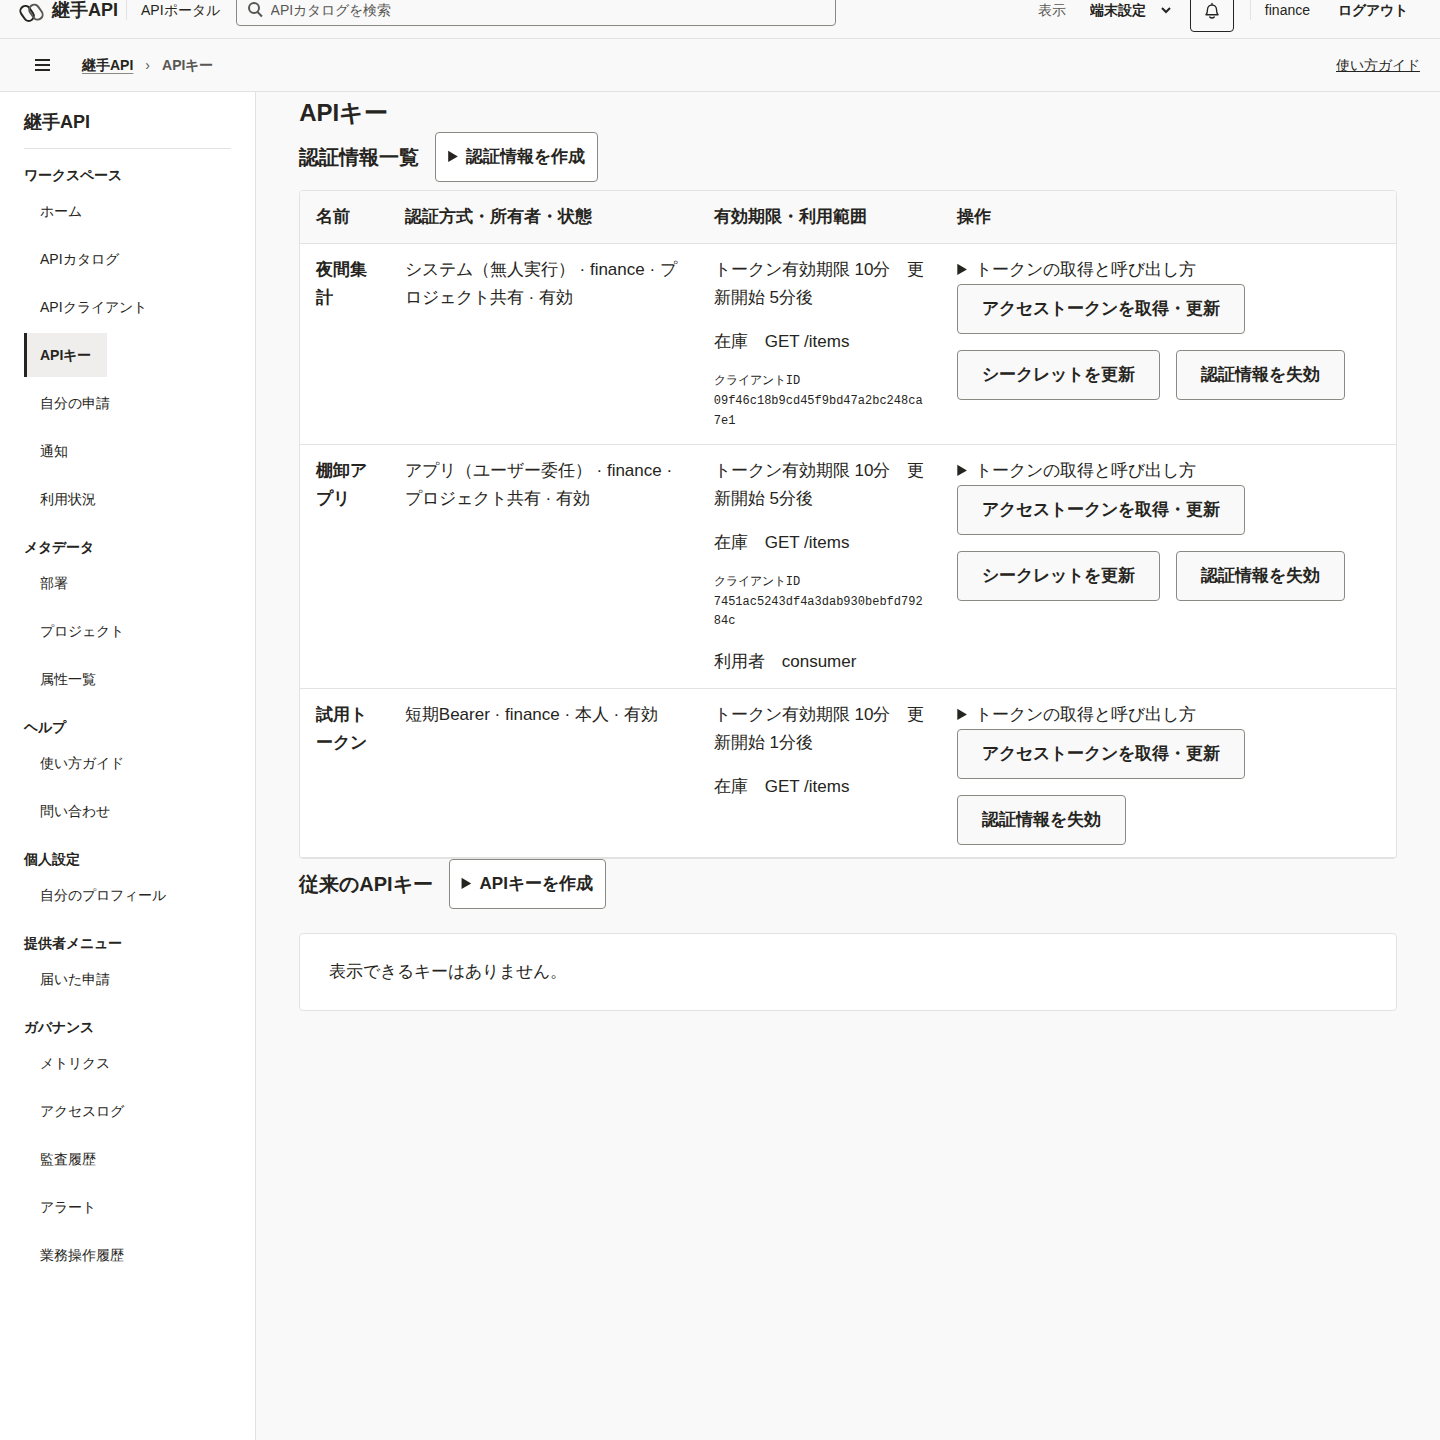 継手API
APIポータル
APIカタログを検索
表示
端末設定
finance
ログアウト
継手API › APIキー
使い方ガイド
継手API
ワークスペース
ホーム
APIカタログ
APIクライアント
APIキー
自分の申請
通知
利用状況
メタデータ
部署
プロジェクト
属性一覧
ヘルプ
使い方ガイド
問い合わせ
個人設定
自分のプロフィール
提供者メニュー
届いた申請
ガバナンス
メトリクス
アクセスログ
監査履歴
アラート
業務操作履歴
APIキー
認証情報一覧
▶ 認証情報を作成
名前
認証方式・所有者・状態
有効期限・利用範囲
操作
夜間集
計
システム（無人実行） · finance · プ
ロジェクト共有 · 有効
トークン有効期限 10分　更
新開始 5分後
在庫　GET /items
クライアントID
09f46c18b9cd45f9bd47a2bc248ca
7e1
▶ トークンの取得と呼び出し方
アクセストークンを取得・更新
シークレットを更新
認証情報を失効
棚卸ア
プリ
アプリ（ユーザー委任） · finance ·
プロジェクト共有 · 有効
トークン有効期限 10分　更
新開始 5分後
在庫　GET /items
クライアントID
7451ac5243df4a3dab930bebfd792
84c
利用者　consumer
▶ トークンの取得と呼び出し方
アクセストークンを取得・更新
シークレットを更新
認証情報を失効
試用ト
ークン
短期Bearer · finance · 本人 · 有効
トークン有効期限 10分　更
新開始 1分後
在庫　GET /items
▶ トークンの取得と呼び出し方
アクセストークンを取得・更新
認証情報を失効
従来のAPIキー
▶ APIキーを作成
表示できるキーはありません。